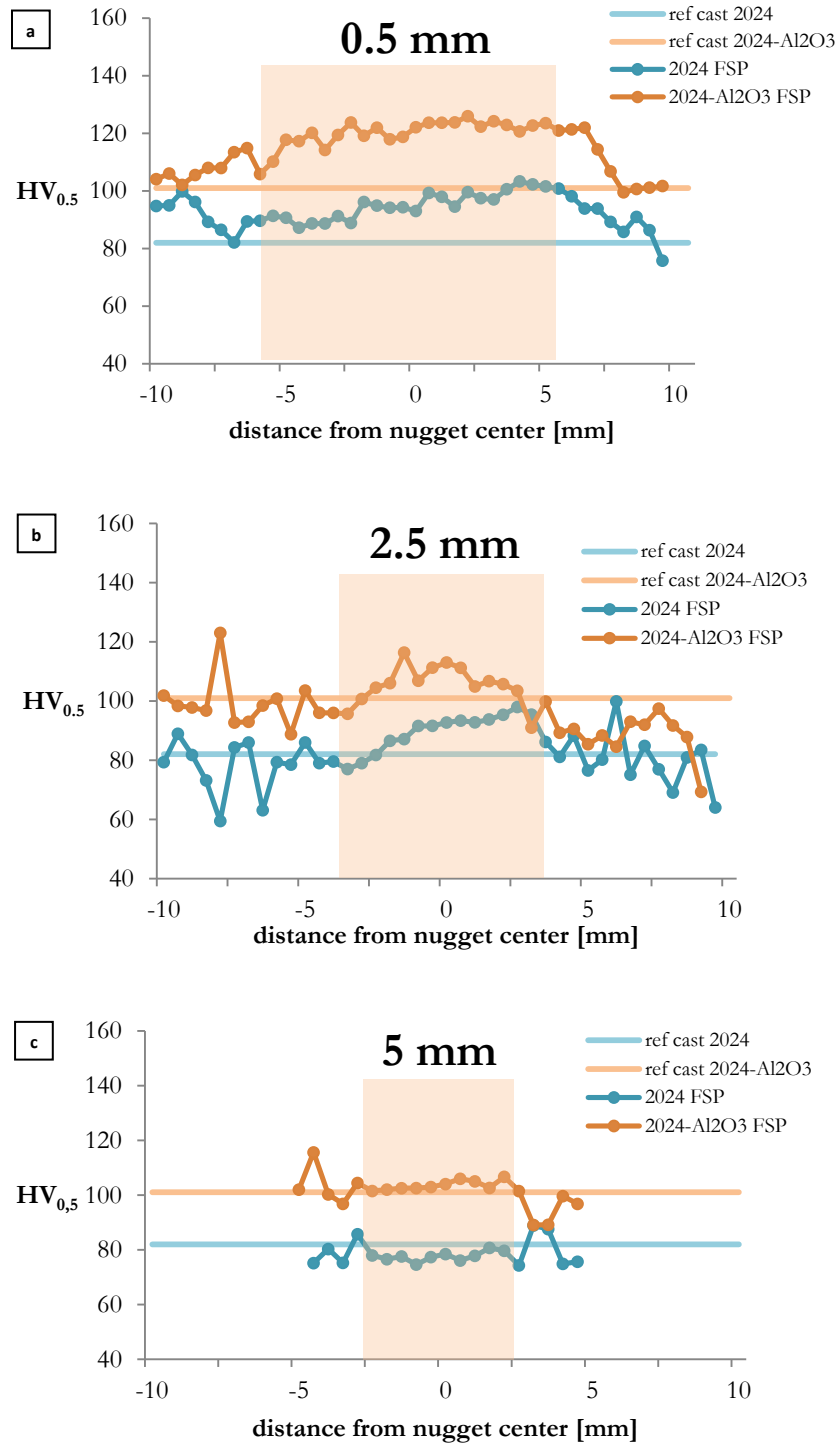 a
0.5 mm
ref cast 2024
ref cast 2024-Al2O3
2024 FSP
2024-Al2O3 FSP
160
140
120
100
80
60
40
HV0.5
-10 -5 0 5 10
distance from nugget center [mm]
b
2.5 mm
ref cast 2024
ref cast 2024-Al2O3
2024 FSP
2024-Al2O3 FSP
160
140
120
100
80
60
40
HV0.5
-10 -5 0 5 10
distance from nugget center [mm]
c
5 mm
ref cast 2024
ref cast 2024-Al2O3
2024 FSP
2024-Al2O3 FSP
160
140
120
100
80
60
40
HV0,5
-10 -5 0 5 10
distance from nugget center [mm]